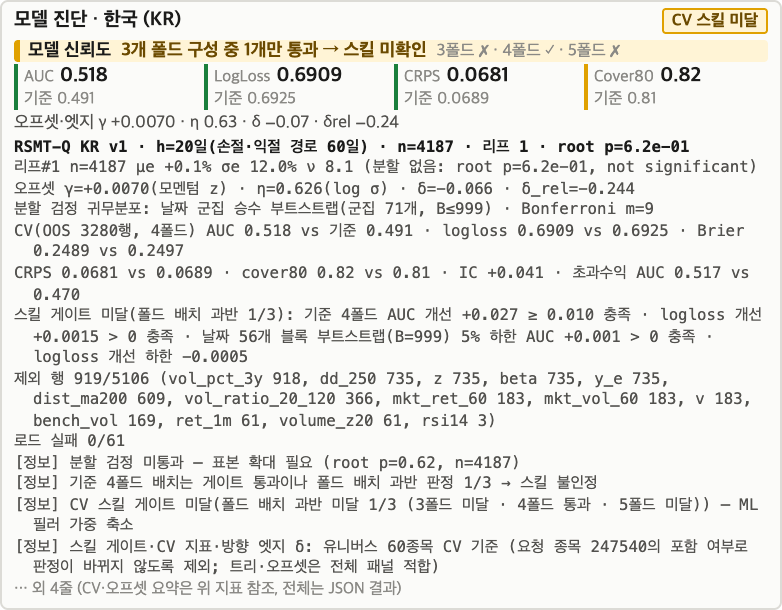 모델 진단 · 한국 (KR)
CV 스킬 미달
모델 신뢰도 3개 폴드 구성 중 1개만 통과 → 스킬 미확인 3폴드 ✗ · 4폴드 ✓ · 5폴드 ✗
AUC 0.518
기준 0.491
LogLoss 0.6909
기준 0.6925
CRPS 0.0681
기준 0.0689
Cover80 0.82
기준 0.81
오프셋·엣지 γ +0.0070 · η 0.63 · δ −0.07 · δrel −0.24
RSMT-Q KR v1 · h=20일(손절·익절 경로 60일) · n=4187 · 리프 1 · root p=6.2e-01
리프#1 n=4187 μe +0.1% σe 12.0% ν 8.1 (분할 없음: root p=6.2e-01, not significant)
오프셋 γ=+0.0070(모멘텀 z) · η=0.626(log σ) · δ=-0.066 · δ_rel=-0.244
분할 검정 귀무분포: 날짜 군집 승수 부트스트랩(군집 71개, B≤999) · Bonferroni m=9
CV(OOS 3280행, 4폴드) AUC 0.518 vs 기준 0.491 · logloss 0.6909 vs 0.6925 · Brier
0.2489 vs 0.2497
CRPS 0.0681 vs 0.0689 · cover80 0.82 vs 0.81 · IC +0.041 · 초과수익 AUC 0.517 vs
0.470
스킬 게이트 미달(폴드 배치 과반 1/3): 기준 4폴드 AUC 개선 +0.027 ≥ 0.010 충족 · logloss 개선
+0.0015 > 0 충족 · 날짜 56개 블록 부트스트랩(B=999) 5% 하한 AUC +0.001 > 0 충족 ·
logloss 개선 하한 -0.0005
제외 행 919/5106 (vol_pct_3y 918, dd_250 735, z 735, beta 735, y_e 735,
dist_ma200 609, vol_ratio_20_120 366, mkt_ret_60 183, mkt_vol_60 183, v 183,
bench_vol 169, ret_1m 61, volume_z20 61, rsi14 3)
로드 실패 0/61
[정보] 분할 검정 미통과 — 표본 확대 필요 (root p=0.62, n=4187)
[정보] 기준 4폴드 배치는 게이트 통과이나 폴드 배치 과반 판정 1/3 → 스킬 불인정
[정보] CV 스킬 게이트 미달(폴드 배치 과반 미달 1/3 (3폴드 미달 · 4폴드 통과 · 5폴드 미달)) — ML
필러 가중 축소
[정보] 스킬 게이트·CV 지표·방향 엣지 δ: 유니버스 60종목 CV 기준 (요청 종목 247540의 포함 여부로
판정이 바뀌지 않도록 제외; 트리·오프셋은 전체 패널 적합)
··· 외 4줄 (CV·오프셋 요약은 위 지표 참조, 전체는 JSON 결과)